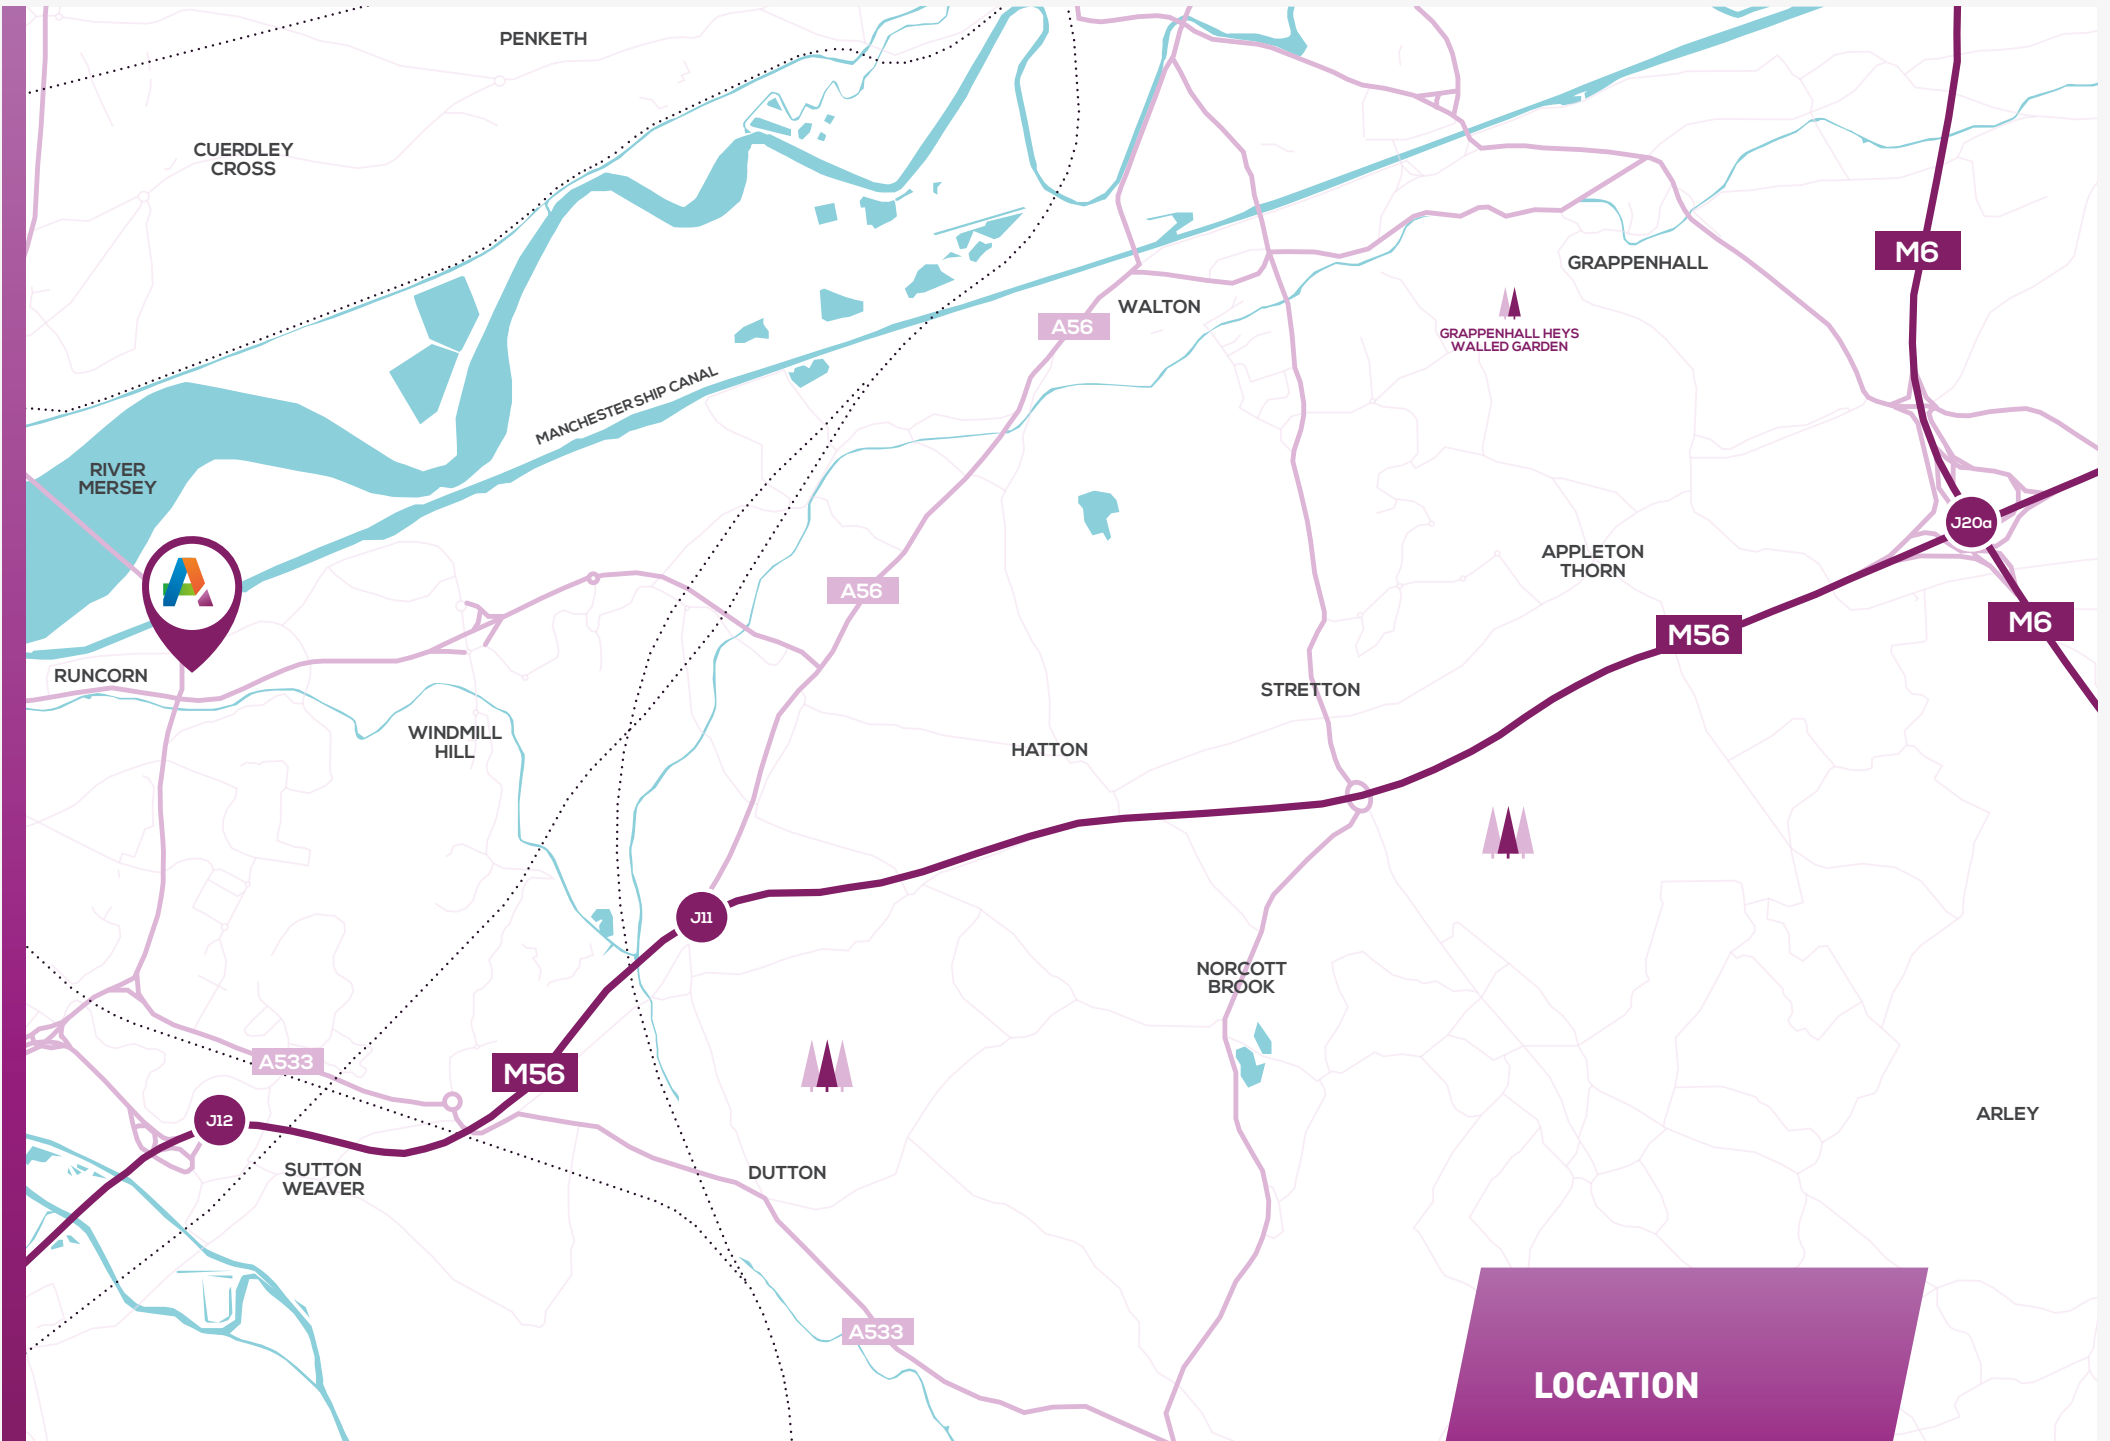 PENKETH
CUERDLEY
CROSS
M6
GRAPPENHALL
WALTON
A56
GRAPPENHALL HEYS
WALLED GARDEN
MANCHESTER SHIP CANAL
RIVER
MERSEY
J20a
APPLETON
THORN
A56
M6
M56
RUNCORN
STRETTON
WINDMILL
HILL
HATTON
J11
NORCOTT
BROOK
A533
M56
J12
ARLEY
SUTTON
WEAVER
DUTTON
A533
LOCATION